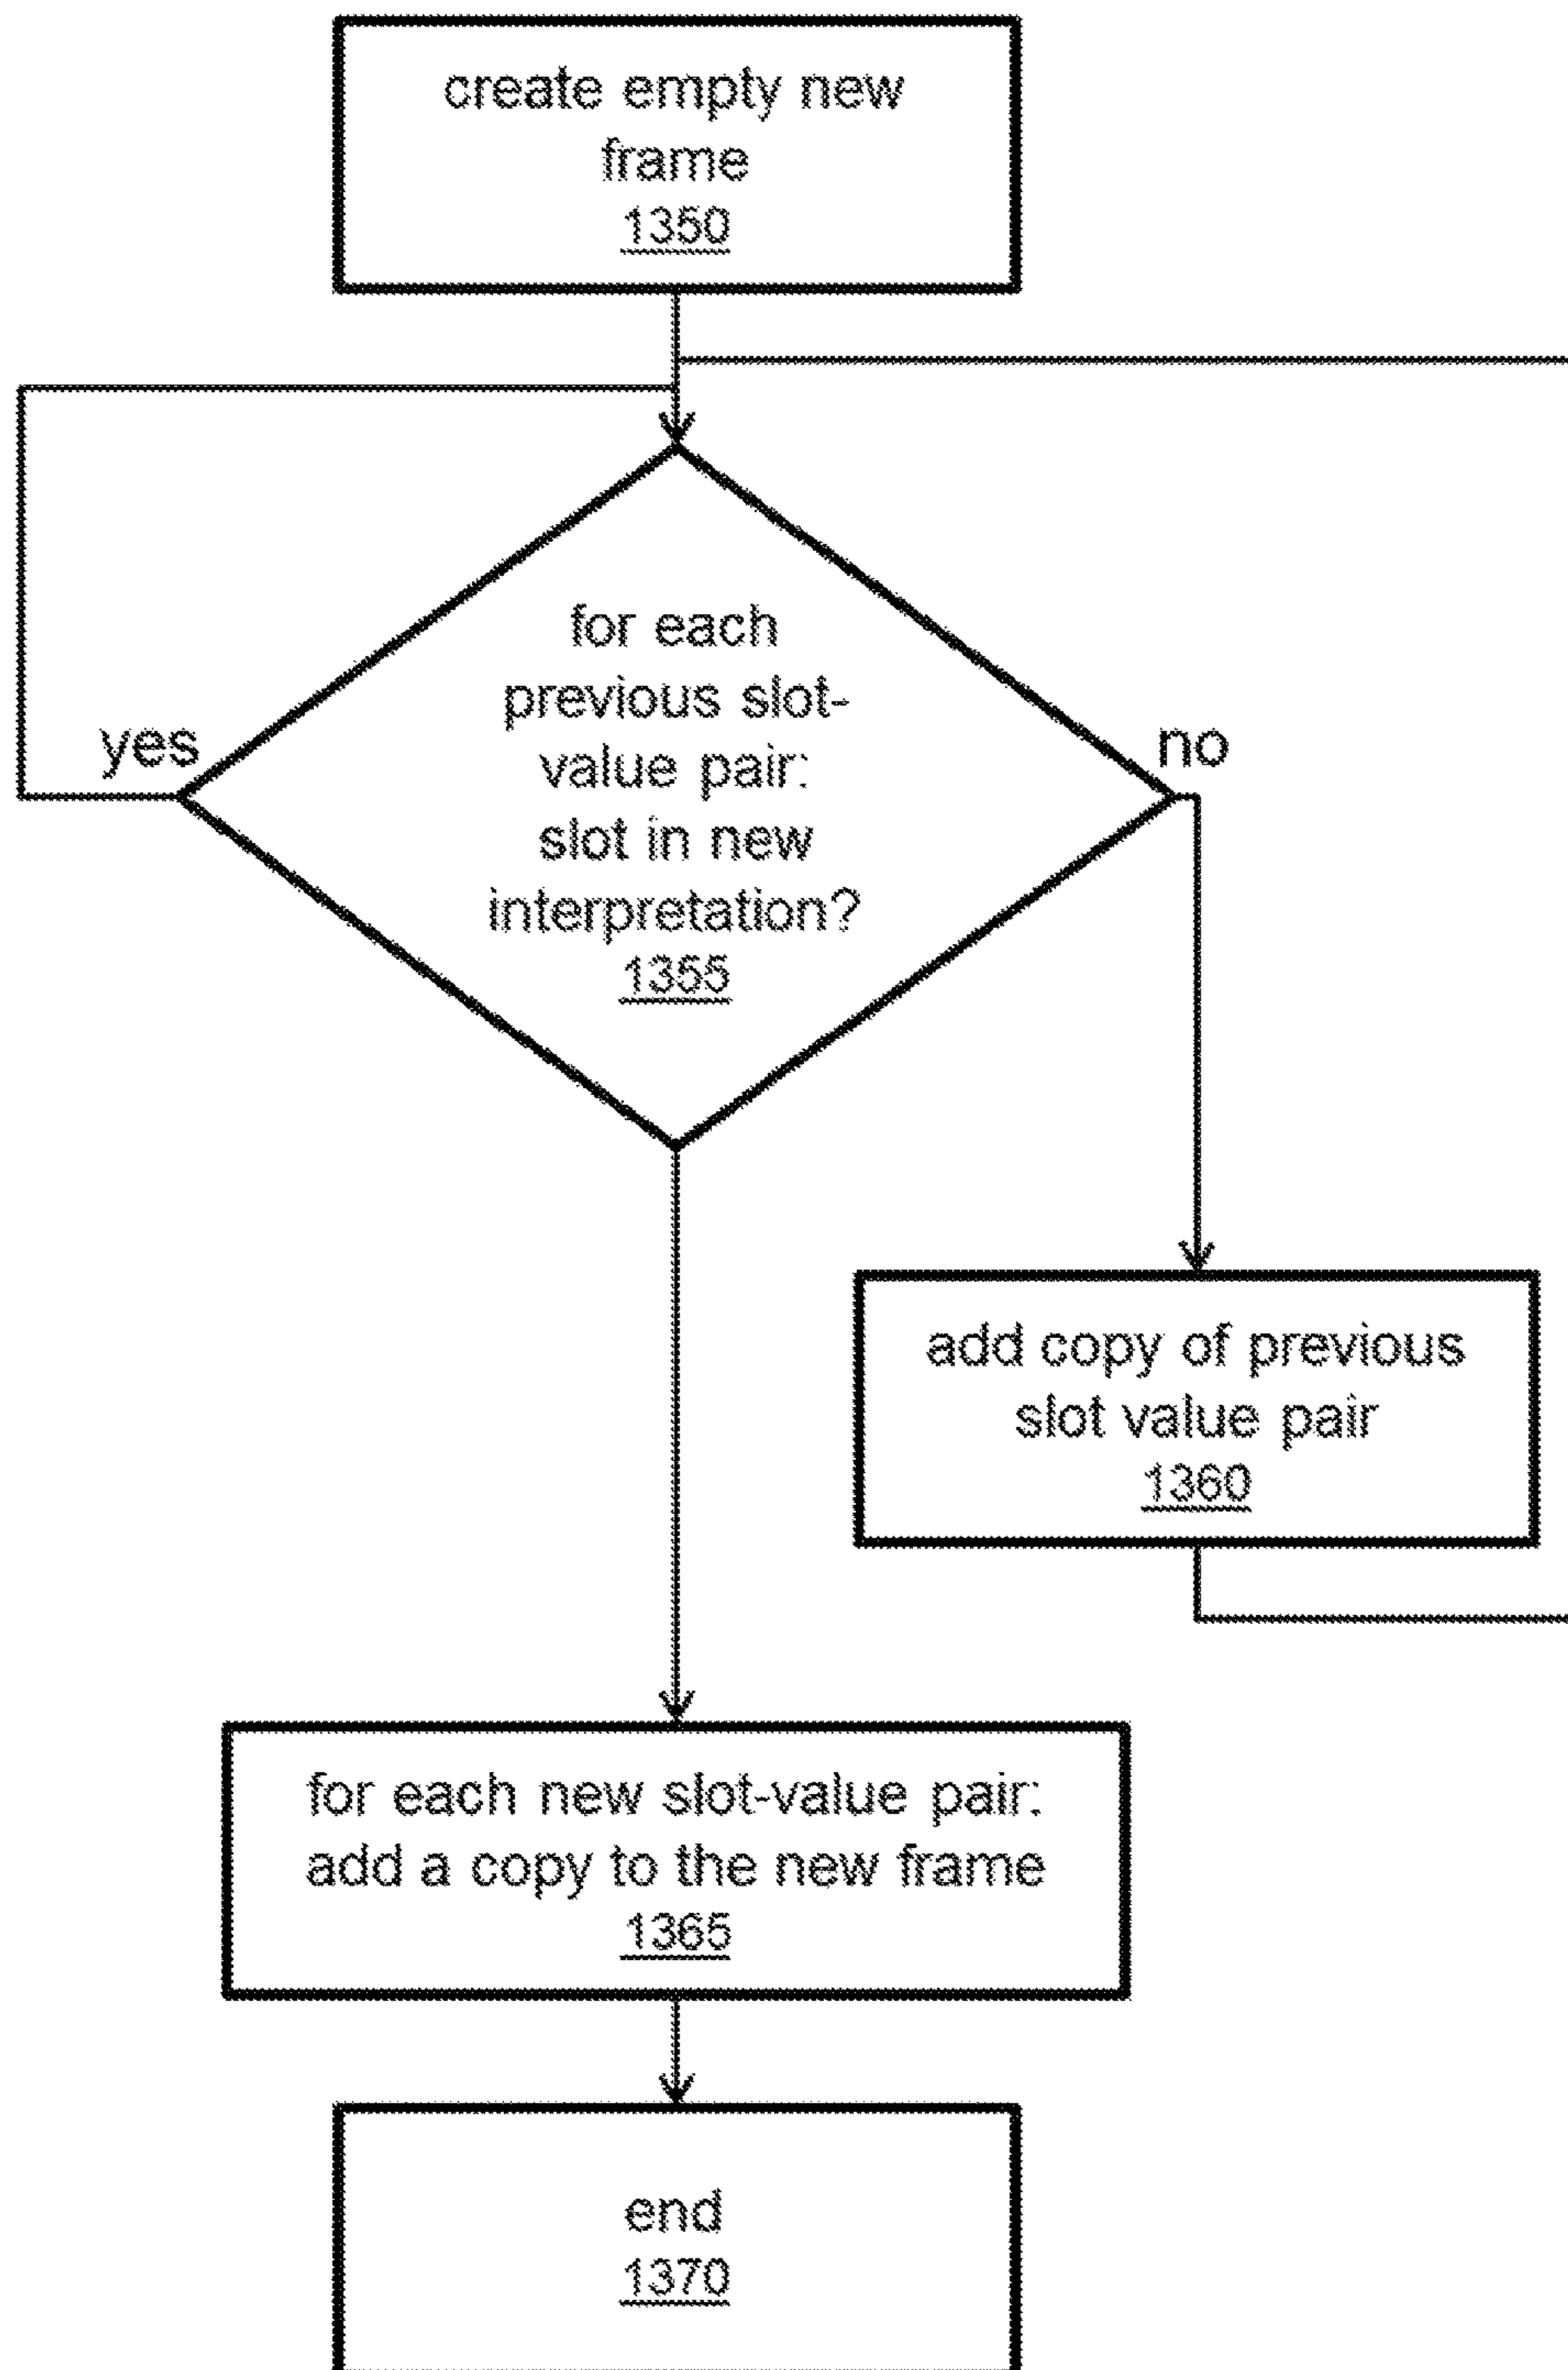 create empty new
frame
1350
for each
previous slot-
value pair:
slot in new
interpretation?
1355
yes
no
add copy of previous
slot value pair
1360
for each new slot-value pair:
add a copy to the new frame
1365
end
1370